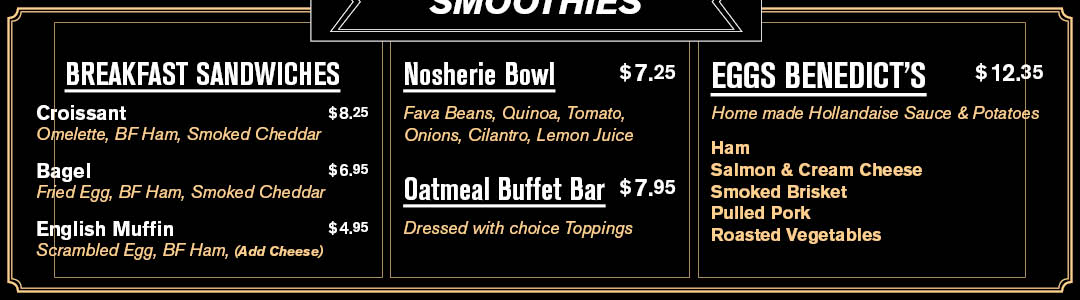 SMOOTHIES
BREAKFAST SANDWICHES
Croissant $8.25
Omelette, BF Ham, Smoked Cheddar
Bagel $6.95
Fried Egg, BF Ham, Smoked Cheddar
English Muffin $4.95
Scrambled Egg, BF Ham, (Add Cheese)
Nosherie Bowl $7.25
Fava Beans, Quinoa, Tomato,
Onions, Cilantro, Lemon Juice
Oatmeal Buffet Bar $7.95
Dressed with choice Toppings
EGGS BENEDICT'S $12.35
Home made Hollandaise Sauce & Potatoes
Ham
Salmon & Cream Cheese
Smoked Brisket
Pulled Pork
Roasted Vegetables